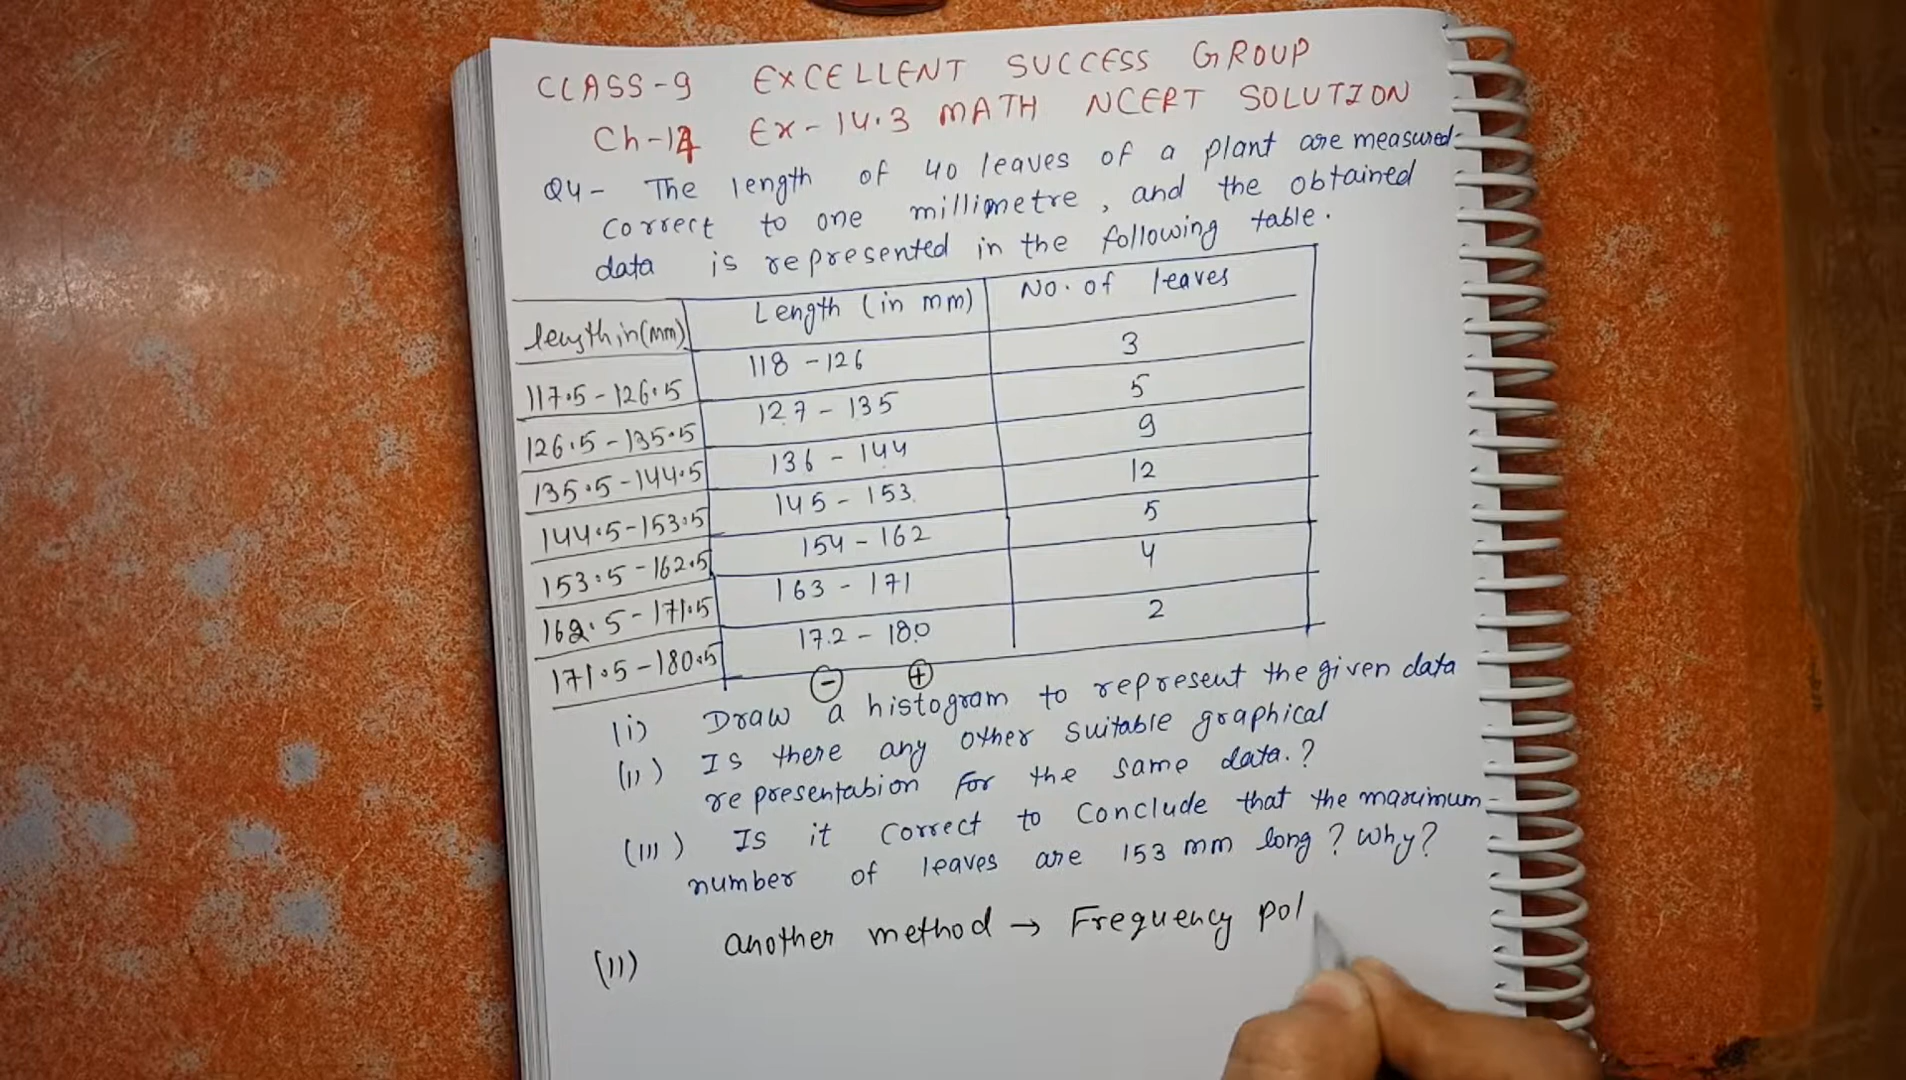 CLASS-9 EXCELLENT SUCCESS GROUP
Ch-14 Ex-14.3 MATH NCERT SOLUTION
Q4- The length of 40 leaves of a plant are measured
correct to one millimetre, and the obtained
data is represented in the following table.
length in (mm) Length (in mm) No. of leaves
117.5-126.5 118-126 3
126.5-135.5 127-135 5
135.5-144.5 136-144 9
144.5-153.5 145-153 12
153.5-162.5 154-162 5
162.5-171.5 163-171 4
171.5-180.5 172-180 2
- +
(i) Draw a histogram to represent the given data
(ii) Is there any other suitable graphical
representation for the same data.?
(iii) Is it correct to conclude that the maximum
number of leaves are 153 mm long? Why?
(ii) another method → Frequency pol